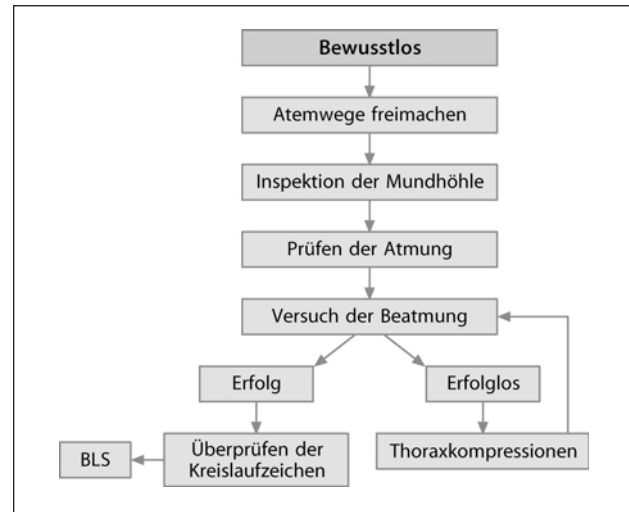 Bewusstlos
Atemwege freimachen
Inspektion der Mundhöhle
Prüfen der Atmung
Versuch der Beatmung
Erfolg
Erfolglos
BLS
Überprüfen der
Kreislaufzeichen
Thoraxkompressionen